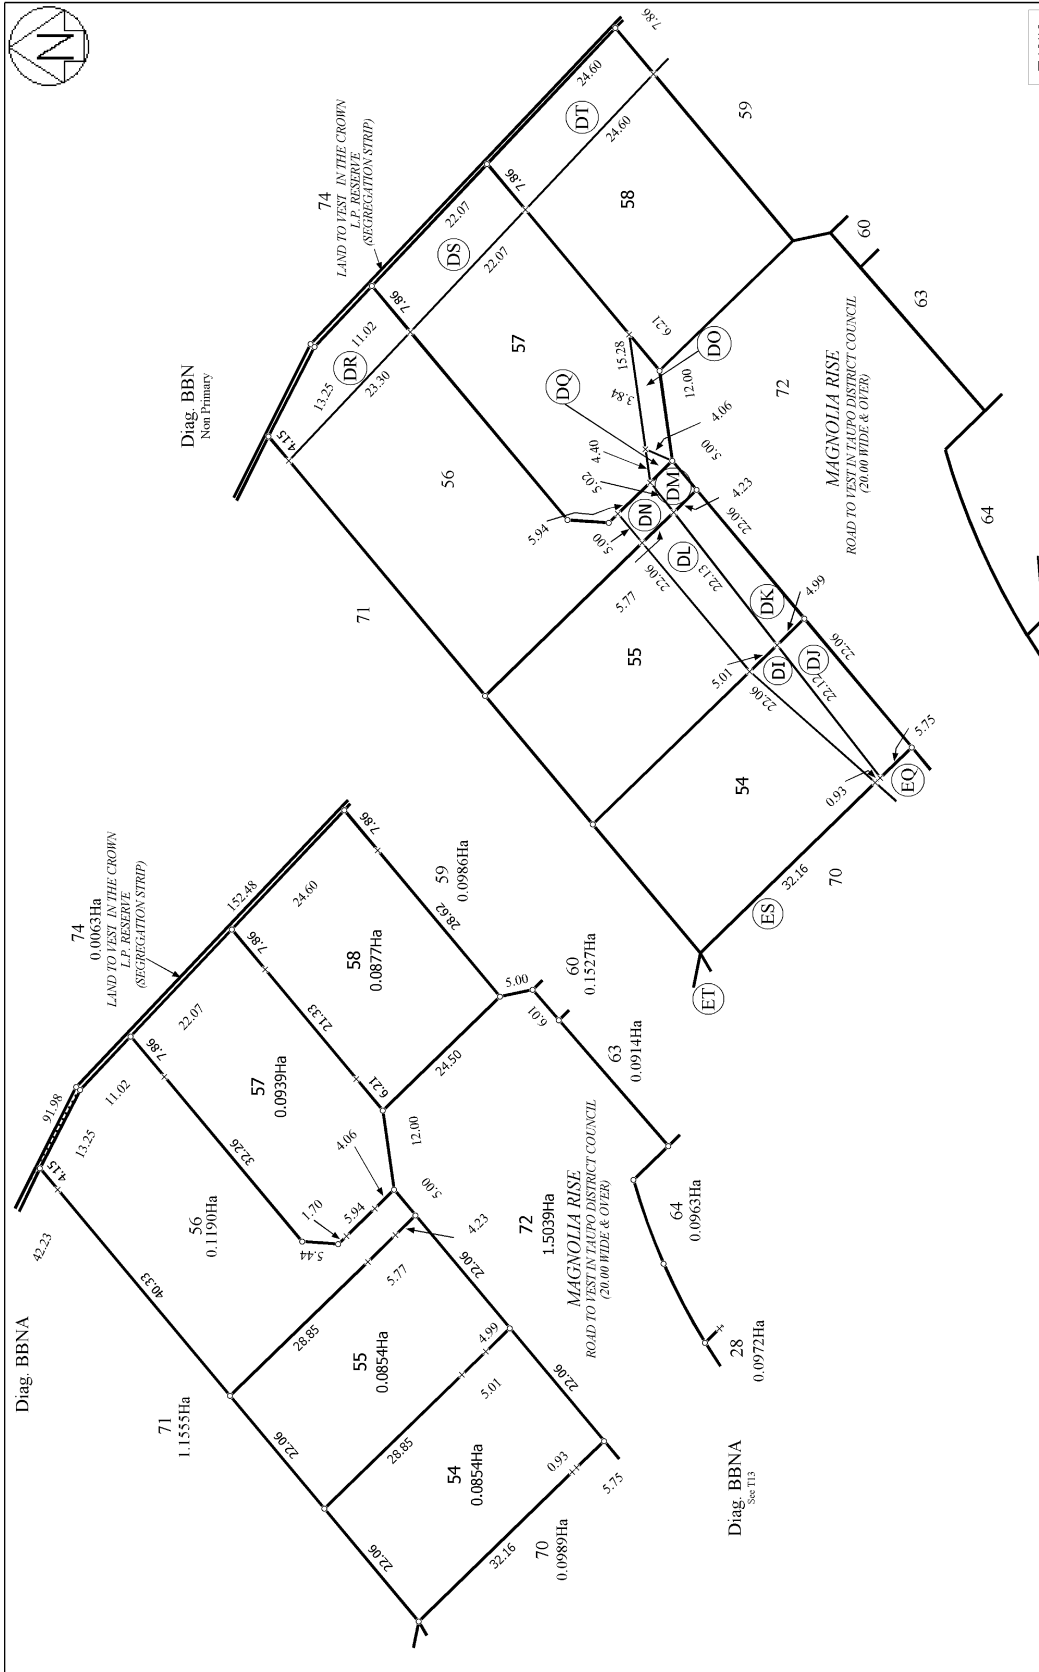 N
Diag. BBNA
42.23
91.98
74
0.0063Ha
LAND TO VEST IN THE CROWN
L.P. RESERVE
(SEGREGATION STRIP)
152.48
4.15
13.25
11.02
7.86
22.07
7.86
24.60
7.86
71
1.1555Ha
40.33
56
0.1190Ha
32.26
57
0.0939Ha
21.33
58
0.0877Ha
28.62
59
0.0986Ha
5.44
1.70
5.94
4.06
6.21
12.00
24.50
5.00
60
0.1527Ha
6.01
63
0.0914Ha
5.00
4.23
5.77
28.85
55
0.0854Ha
22.06
22.06
72
1.5039Ha
MAGNOLIA RISE
ROAD TO VEST IN TAUPO DISTRICT COUNCIL
(20.00 WIDE & OVER)
64
0.0963Ha
4.99
5.01
28.85
54
0.0854Ha
22.06
22.06
0.93
5.75
32.16
70
0.0989Ha
28
0.0972Ha
Diag. BBNA
See T13
Diag. BBN
Non Primary
74
LAND TO VEST IN THE CROWN
L.P. RESERVE
(SEGREGATION STRIP)
4.15
13.25
DR
11.02
23.30
7.86
22.07
DS
22.07
7.86
24.60
DT
24.60
7.86
71
56
57
58
59
DQ
15.28
3.84
6.21
DO
12.00
4.06
4.40
5.02
5.00
DM
DN
5.94
5.00
4.23
DL
5.77
22.06
22.13
22.06
DK
55
72
MAGNOLIA RISE
ROAD TO VEST IN TAUPO DISTRICT COUNCIL
(20.00 WIDE & OVER)
60
63
64
4.99
5.01
DI
22.06
22.12
DJ
22.06
54
0.93
5.75
EQ
32.16
ES
70
ET